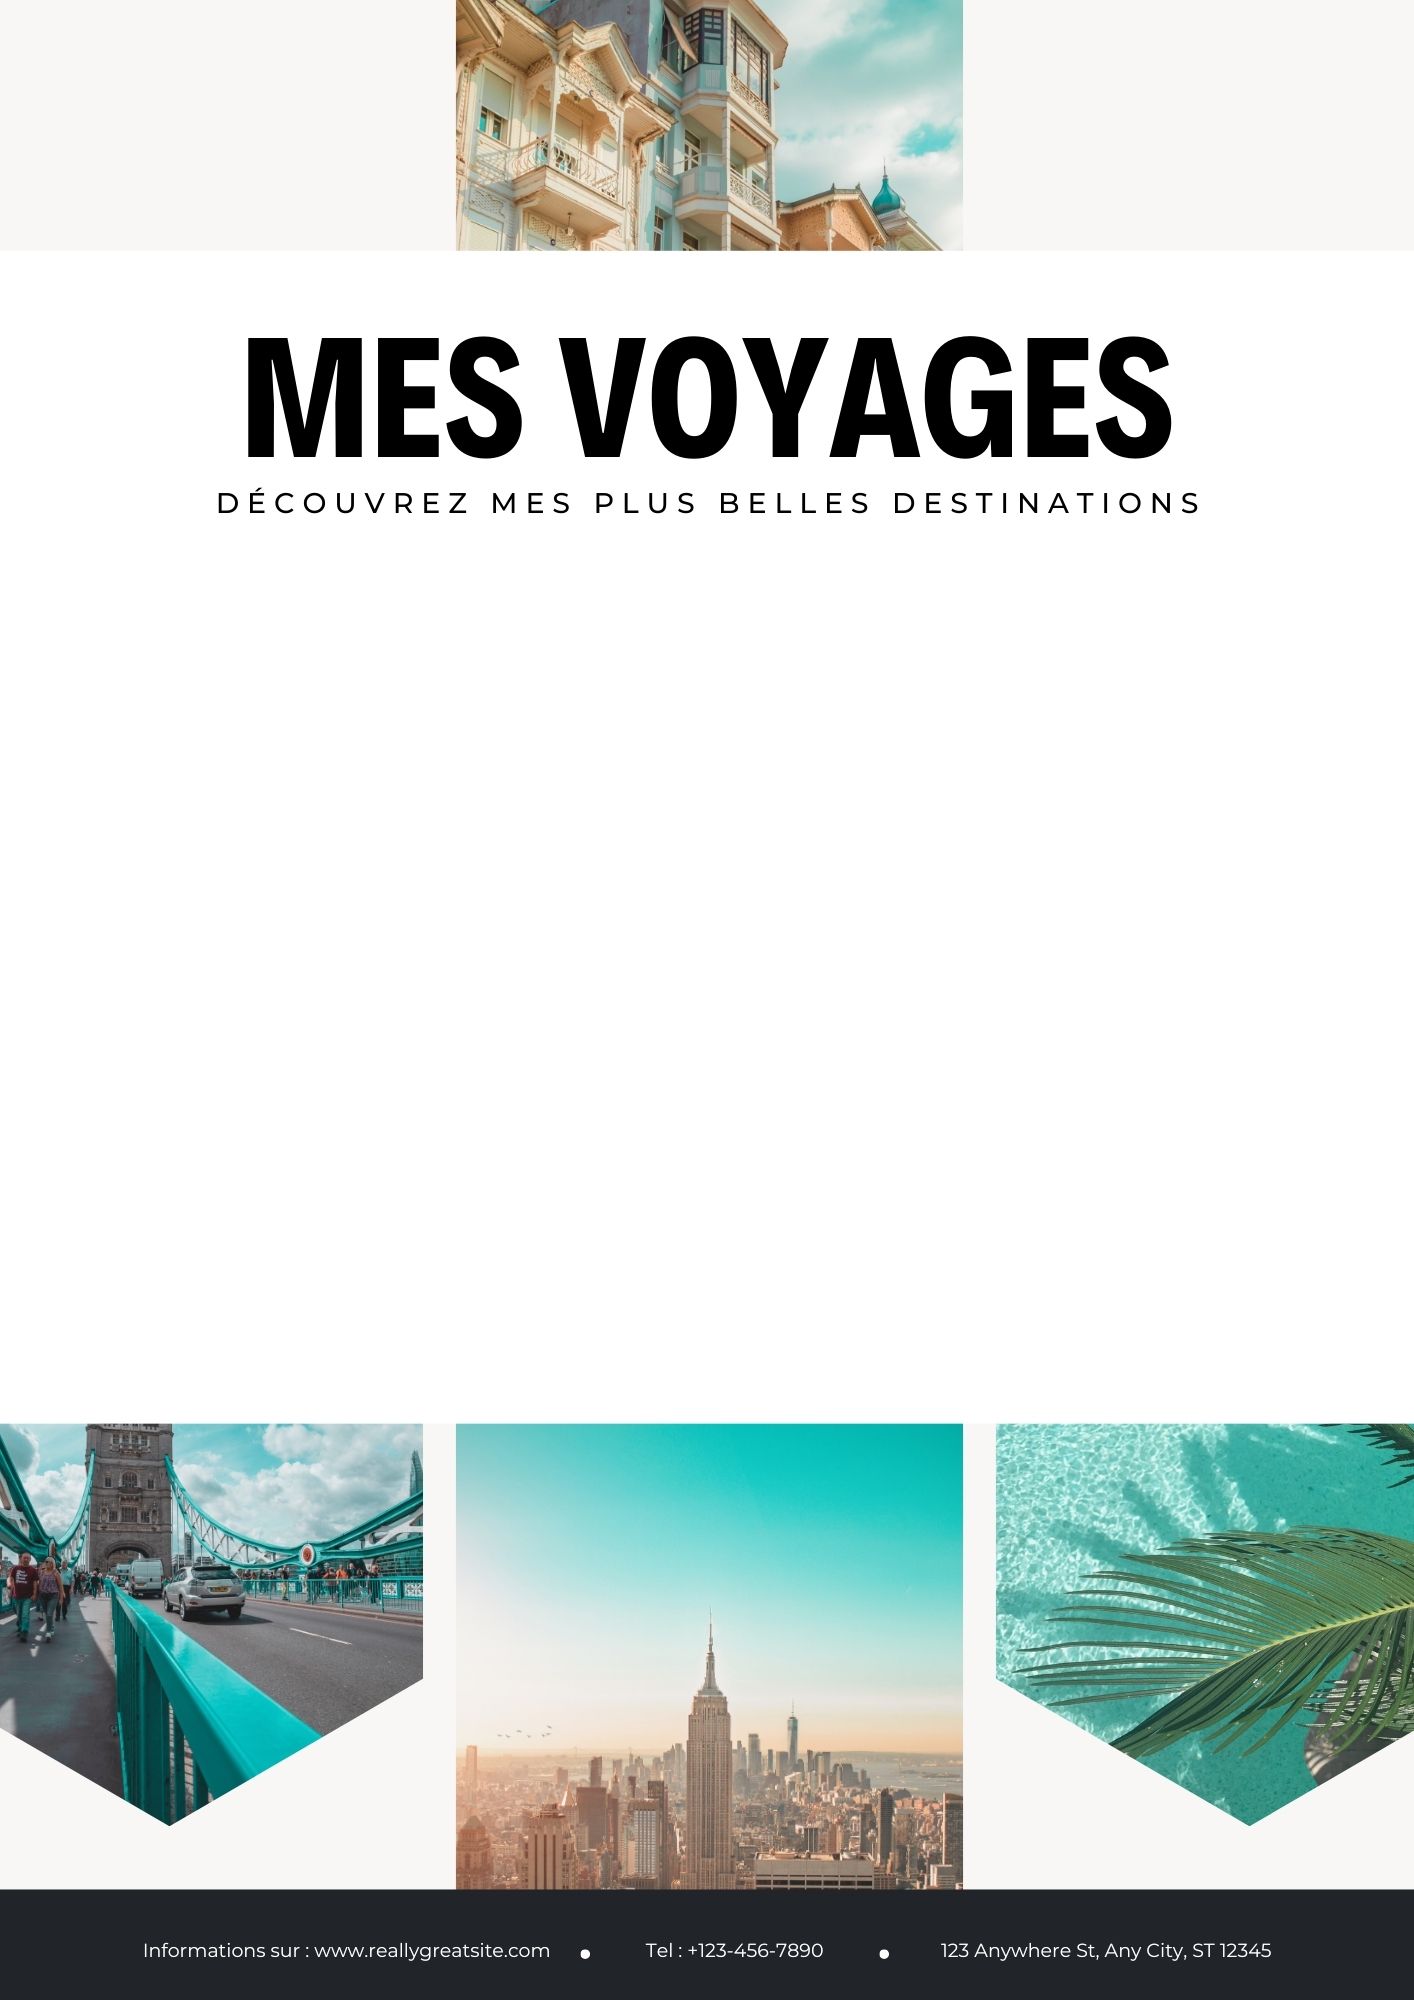 MES VOYAGES
DÉCOUVREZ MES PLUS BELLES DESTINATIONS
Informations sur : www.reallygreatsite.com ● Tel : +123-456-7890 ● 123 Anywhere St, Any City, ST 12345